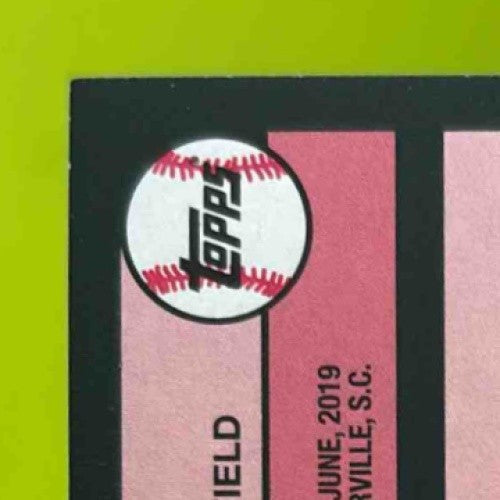 Topps
IELD
JUNE, 2019
RVILLE, S.C.